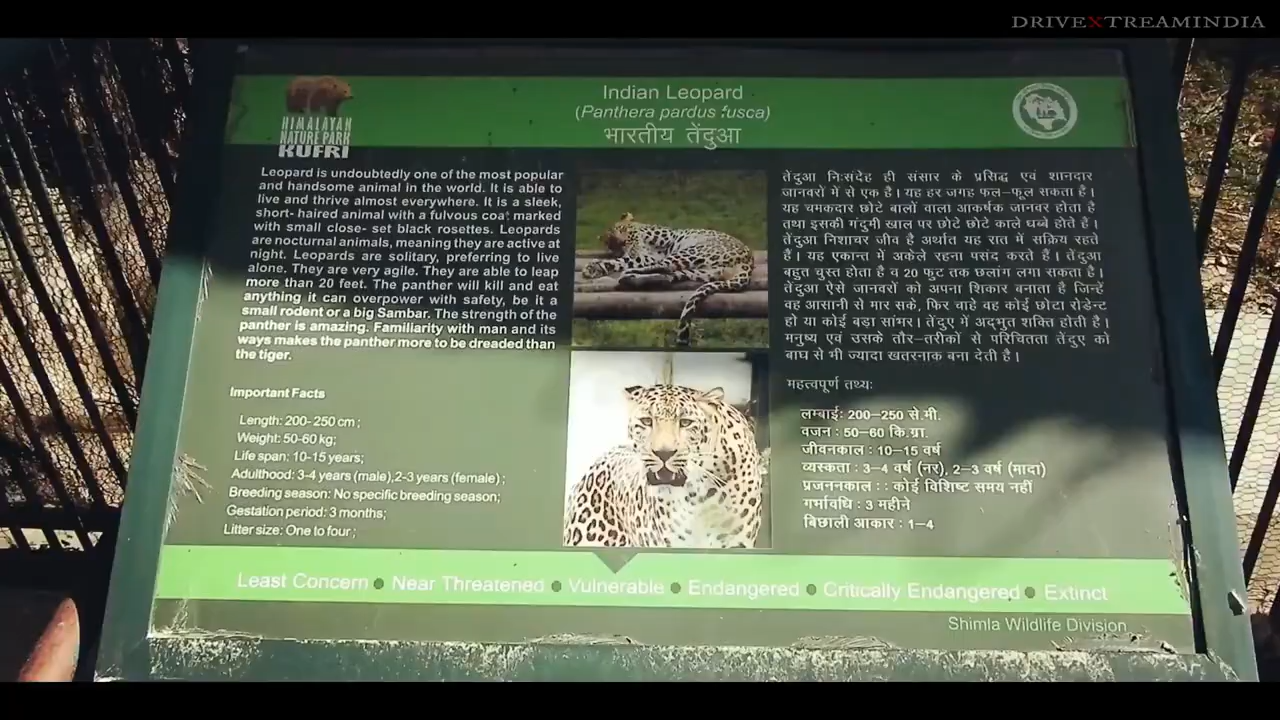 DRIVEXTREAMINDIA
HIMALAYAN
NATURE PARK
KUFRI
Indian Leopard
(Panthera pardus fusca)
भारतीय तेंदुआ
Leopard is undoubtedly one of the most popular
and handsome animal in the world. It is able to
live and thrive almost everywhere. It is a sleek,
short- haired animal with a fulvous coat marked
with small close- set black rosettes. Leopards
are nocturnal animals, meaning they are active at
night. Leopards are solitary, preferring to live
alone. They are very agile. They are able to leap
more than 20 feet. The panther will kill and eat
anything it can overpower with safety, be it a
small rodent or a big Sambar. The strength of the
panther is amazing. Familiarity with man and its
ways makes the panther more to be dreaded than
the tiger.
Important Facts
Length: 200- 250 cm ;
Weight: 50-60 kg;
Life span: 10-15 years;
Adulthood: 3-4 years (male),2-3 years (female) ;
Breeding season: No specific breeding season;
Gestation period: 3 months;
Litter size: One to four ;
तेंदुआ निःसंदेह ही संसार के प्रसिद्ध एवं शानदार
जानवरों में से एक है। यह हर जगह फल–फूल सकता है।
यह चमकदार छोटे बालों वाला आकर्षक जानवर होता है
तथा इसकी गंदुमी खाल पर छोटे छोटे काले धब्बे होते हैं।
तेंदुआ निशाचर जीव है अर्थात यह रात में सक्रिय रहते
हैं। यह एकान्त में अकेले रहना पसंद करते हैं। तेंदुआ
बहुत चुस्त होता है व 20 फुट तक छलांग लगा सकता है।
तेंदुआ ऐसे जानवरों को अपना शिकार बनाता है जिन्हें
वह आसानी से मार सके, फिर चाहे वह कोई छोटा रोडेन्ट
हो या कोई बड़ा सांभर। तेंदुए में अद्भुत शक्ति होती है।
मनुष्य एवं उसके तौर–तरीकों से परिचितता तेंदुए को
बाघ से भी ज्यादा खतरनाक बना देती है।
महत्वपूर्ण तथ्यः
लम्बाईः 200–250 से.मी.
वजन : 50–60 कि.ग्रा.
जीवनकाल : 10–15 वर्ष
व्यस्कता : 3–4 वर्ष (नर), 2–3 वर्ष (मादा)
प्रजननकाल : : कोई विशिष्ट समय नहीं
गर्भावधि : 3 महीने
बिछाली आकार : 1–4
Least Concern ● Near Threatened ● Vulnerable ● Endangered ● Critically Endangered ● Extinct
Shimla Wildlife Division